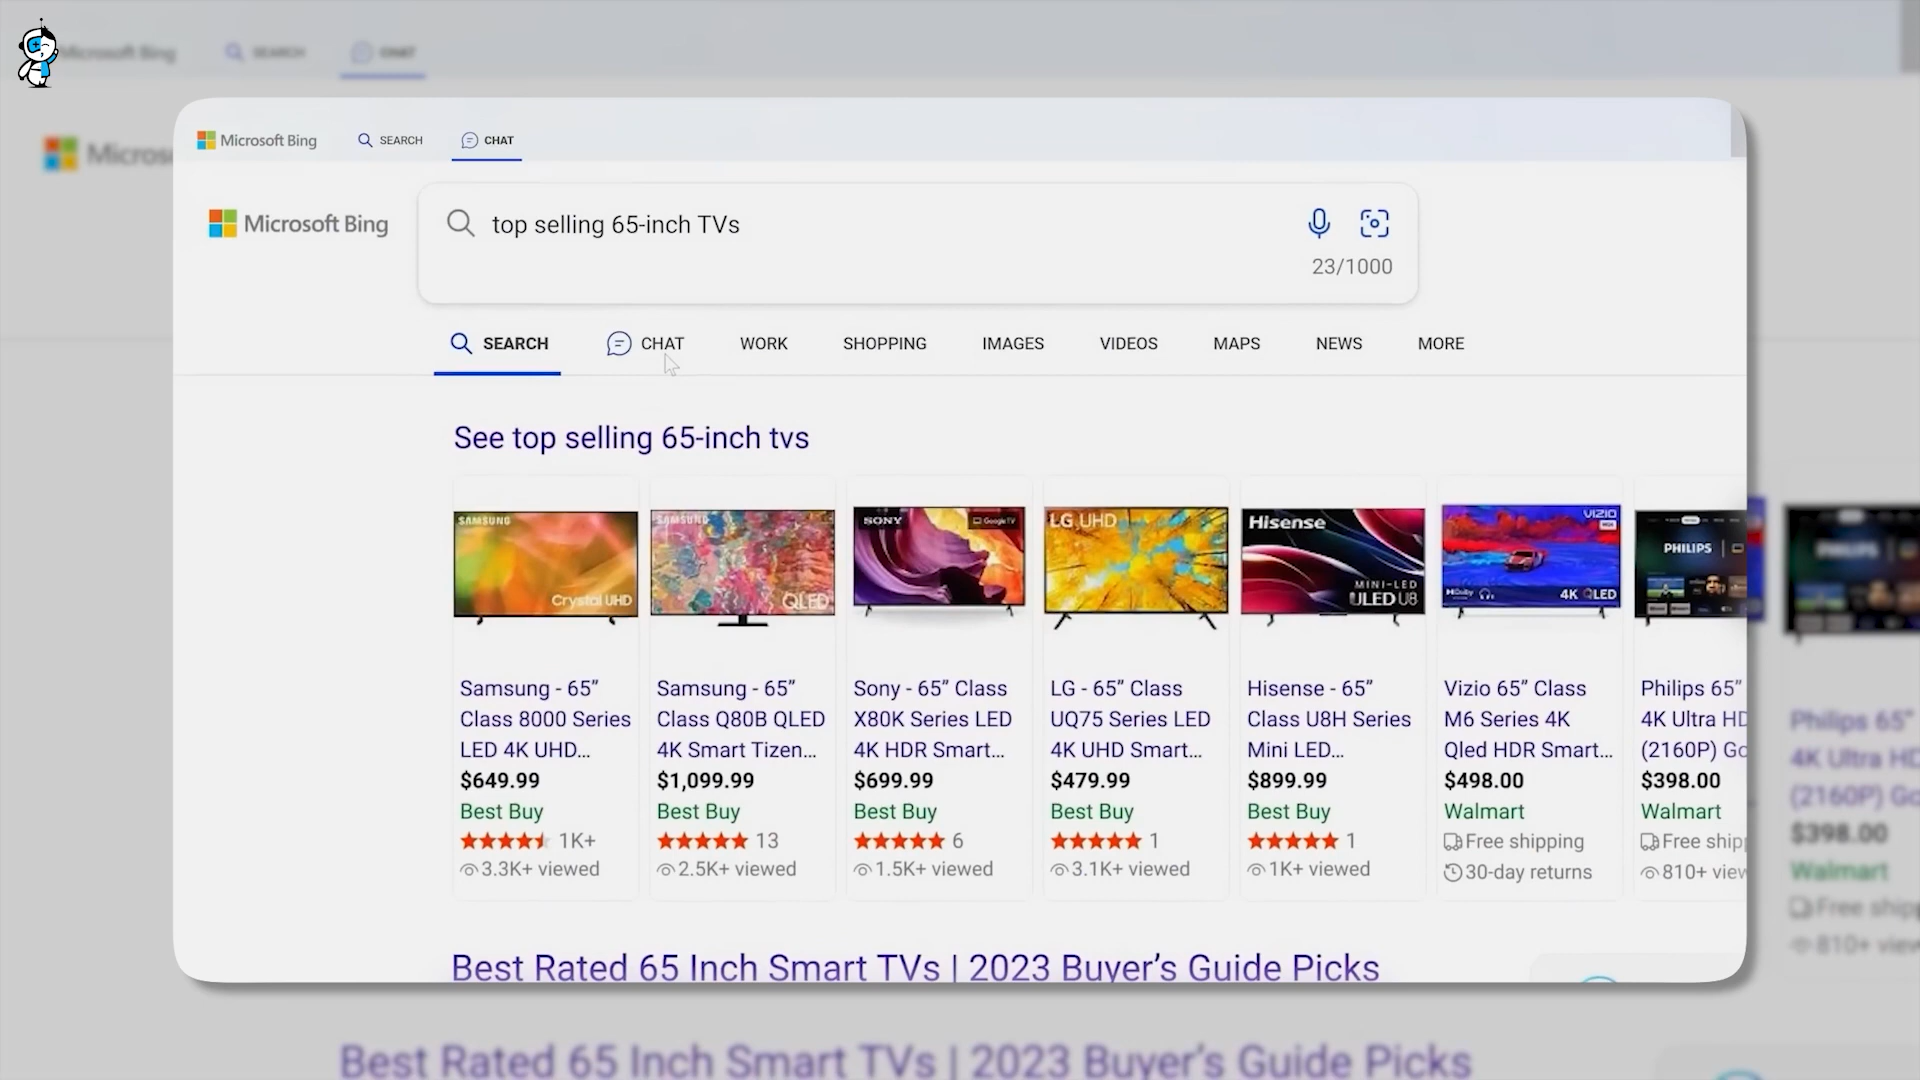 Microsoft Bing SEARCH CHAT
Microsoft Bing
top selling 65-inch TVs
23/1000
SEARCH CHAT WORK SHOPPING IMAGES VIDEOS MAPS NEWS MORE
See top selling 65-inch tvs
SAMSUNG
Crystal UHD
SAMSUNG
QLED
SONY
Google TV
LG UHD
Hisense
MINI-LED
ULED U8
VIZIO
4K QLED
PHILIPS
Samsung - 65”
Class 8000 Series
LED 4K UHD...
$649.99
Best Buy
1K+
3.3K+ viewed
Samsung - 65”
Class Q80B QLED
4K Smart Tizen...
$1,099.99
Best Buy
13
2.5K+ viewed
Sony - 65” Class
X80K Series LED
4K HDR Smart...
$699.99
Best Buy
6
1.5K+ viewed
LG - 65” Class
UQ75 Series LED
4K UHD Smart...
$479.99
Best Buy
1
3.1K+ viewed
Hisense - 65”
Class U8H Series
Mini LED...
$899.99
Best Buy
1
1K+ viewed
Vizio 65” Class
M6 Series 4K
Qled HDR Smart...
$498.00
Walmart
Free shipping
30-day returns
Philips 65”
4K Ultra HD
(2160P) Go
$398.00
Walmart
Free ship
810+ view
Best Rated 65 Inch Smart TVs | 2023 Buyer’s Guide Picks
Philips 65”
4K Ultra HD
(2160P) Go
$398.00
Walmart
Free ship
810+ view
Best Rated 65 Inch Smart TVs | 2023 Buyer’s Guide Picks